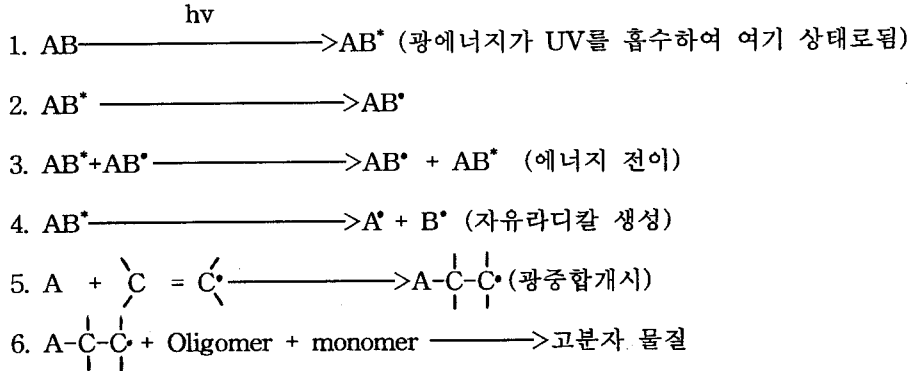 hv
1. AB────────>AB* (광에너지가 UV를 흡수하여 여기 상태로됨)
2. AB* ────────>AB•
3. AB*+AB•────────>AB• + AB* (에너지 전이)
4. AB*────────>A• + B• (자유라디칼 생성)
5. A + C = C•────────>A-C-C•(광중합개시)
6. A-C-C•+ Oligomer + monomer ────>고분자 물질